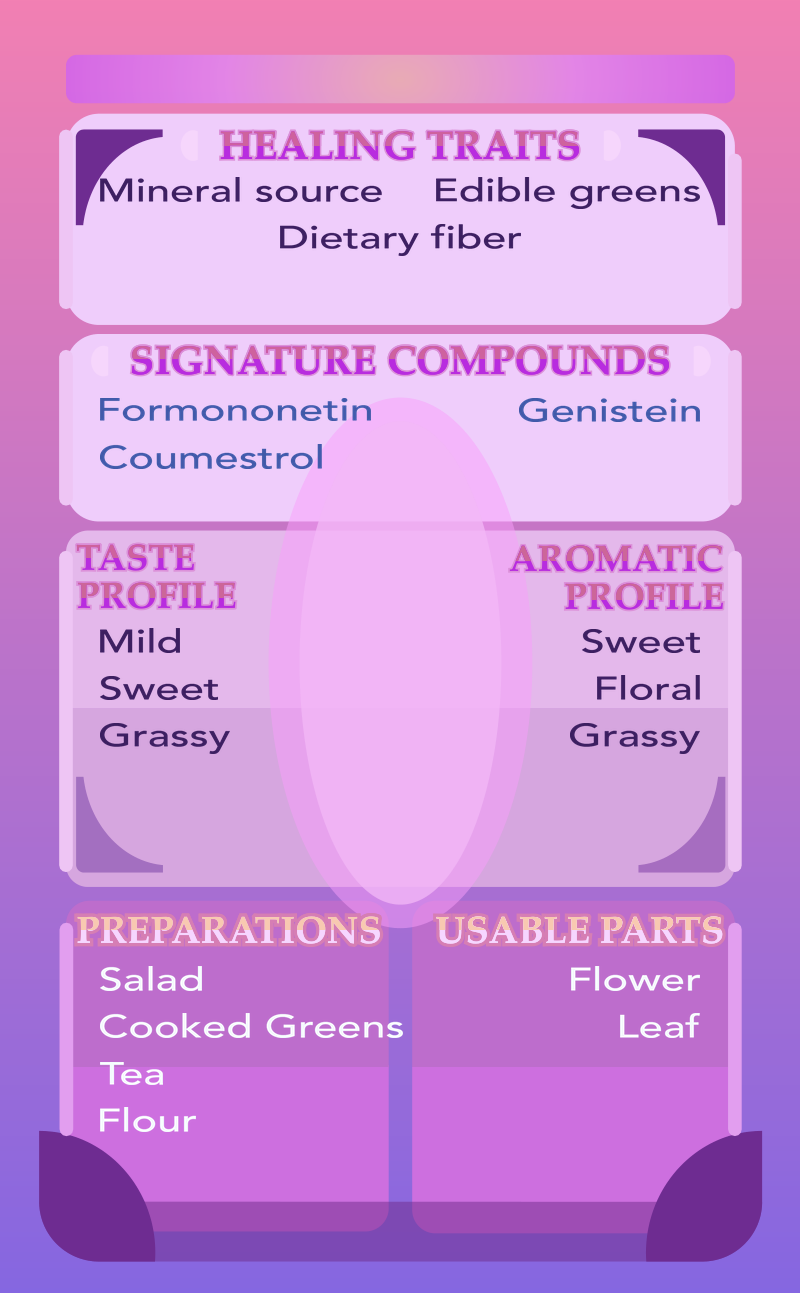 HEALING TRAITS
Mineral source Edible greens
Dietary fiber
SIGNATURE COMPOUNDS
Formononetin Genistein
Coumestrol
TASTE
PROFILE
Mild
Sweet
Grassy
AROMATIC
PROFILE
Sweet
Floral
Grassy
PREPARATIONS
Salad
Cooked Greens
Tea
Flour
USABLE PARTS
Flower
Leaf